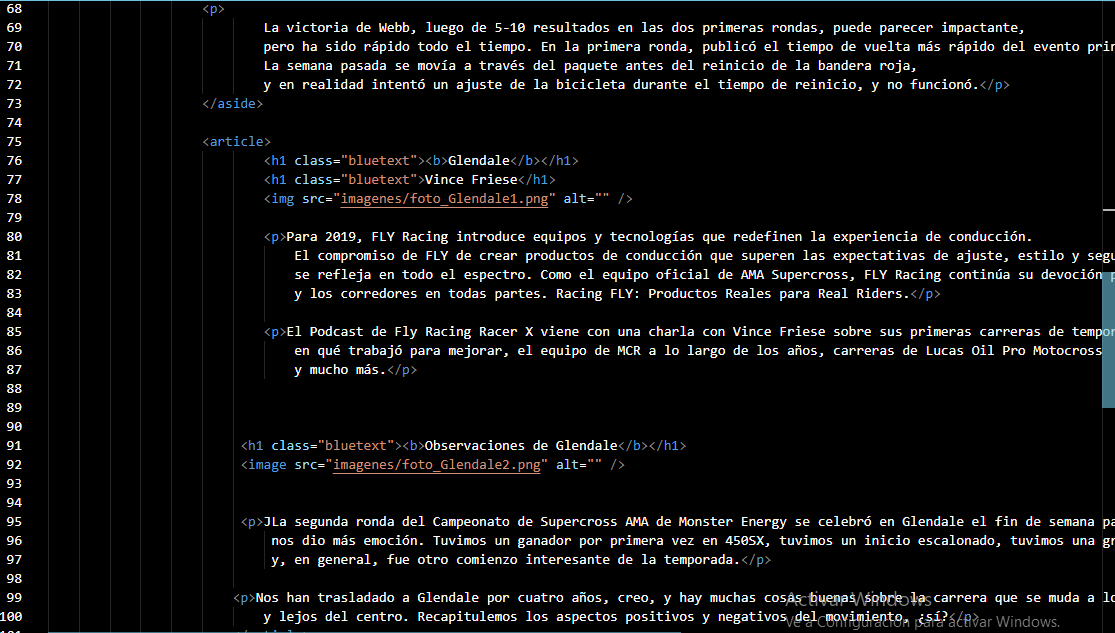 68 <p>
69 La victoria de Webb, luego de 5-10 resultados en las dos primeras rondas, puede parecer impactante,
70 pero ha sido rápido todo el tiempo. En la primera ronda, publicó el tiempo de vuelta más rápido del evento
71 La semana pasada se movía a través del paquete antes del reinicio de la bandera roja,
72 y en realidad intentó un ajuste de la bicicleta durante el tiempo de reinicio, y no funcionó.</p>
73 </aside>
74
75 <article>
76 <h1 class="bluetext"><b>Glendale</b></h1>
77 <h1 class="bluetext">Vince Friese</h1>
78 <img src="imagenes/foto_Glendale1.png" alt="" />
79
80 <p>Para 2019, FLY Racing introduce equipos y tecnologías que redefinen la experiencia de conducción.
81 El compromiso de FLY de crear productos de conducción que superen las expectativas de ajuste, estilo y
82 se refleja en todo el espectro. Como el equipo oficial de AMA Supercross, FLY Racing continúa su devoción
83 y los corredores en todas partes. Racing FLY: Productos Reales para Real Riders.</p>
84
85 <p>El Podcast de Fly Racing Racer X viene con una charla con Vince Friese sobre sus primeras carreras de
86 en qué trabajó para mejorar, el equipo de MCR a lo largo de los años, carreras de Lucas Oil Pro Motocross
87 y mucho más.</p>
88
89
90
91 <h1 class="bluetext"><b>Observaciones de Glendale</b></h1>
92 <image src="imagenes/foto_Glendale2.png" alt="" />
93
94
95 <p>JLa segunda ronda del Campeonato de Supercross AMA de Monster Energy se celebró en Glendale el fin de semana
96 nos dio más emoción. Tuvimos un ganador por primera vez en 450SX, tuvimos un inicio escalonado, tuvimos una
97 y, en general, fue otro comienzo interesante de la temporada.</p>
98
99 <p>Nos han trasladado a Glendale por cuatro años, creo, y hay muchas cosas buenas sobre la carrera que se muda a
100 y lejos del centro. Recapitulemos los aspectos positivos y negativos del movimiento, ¿sí?</p>
Activar Windows
Ve a Configuración para activar Windows.